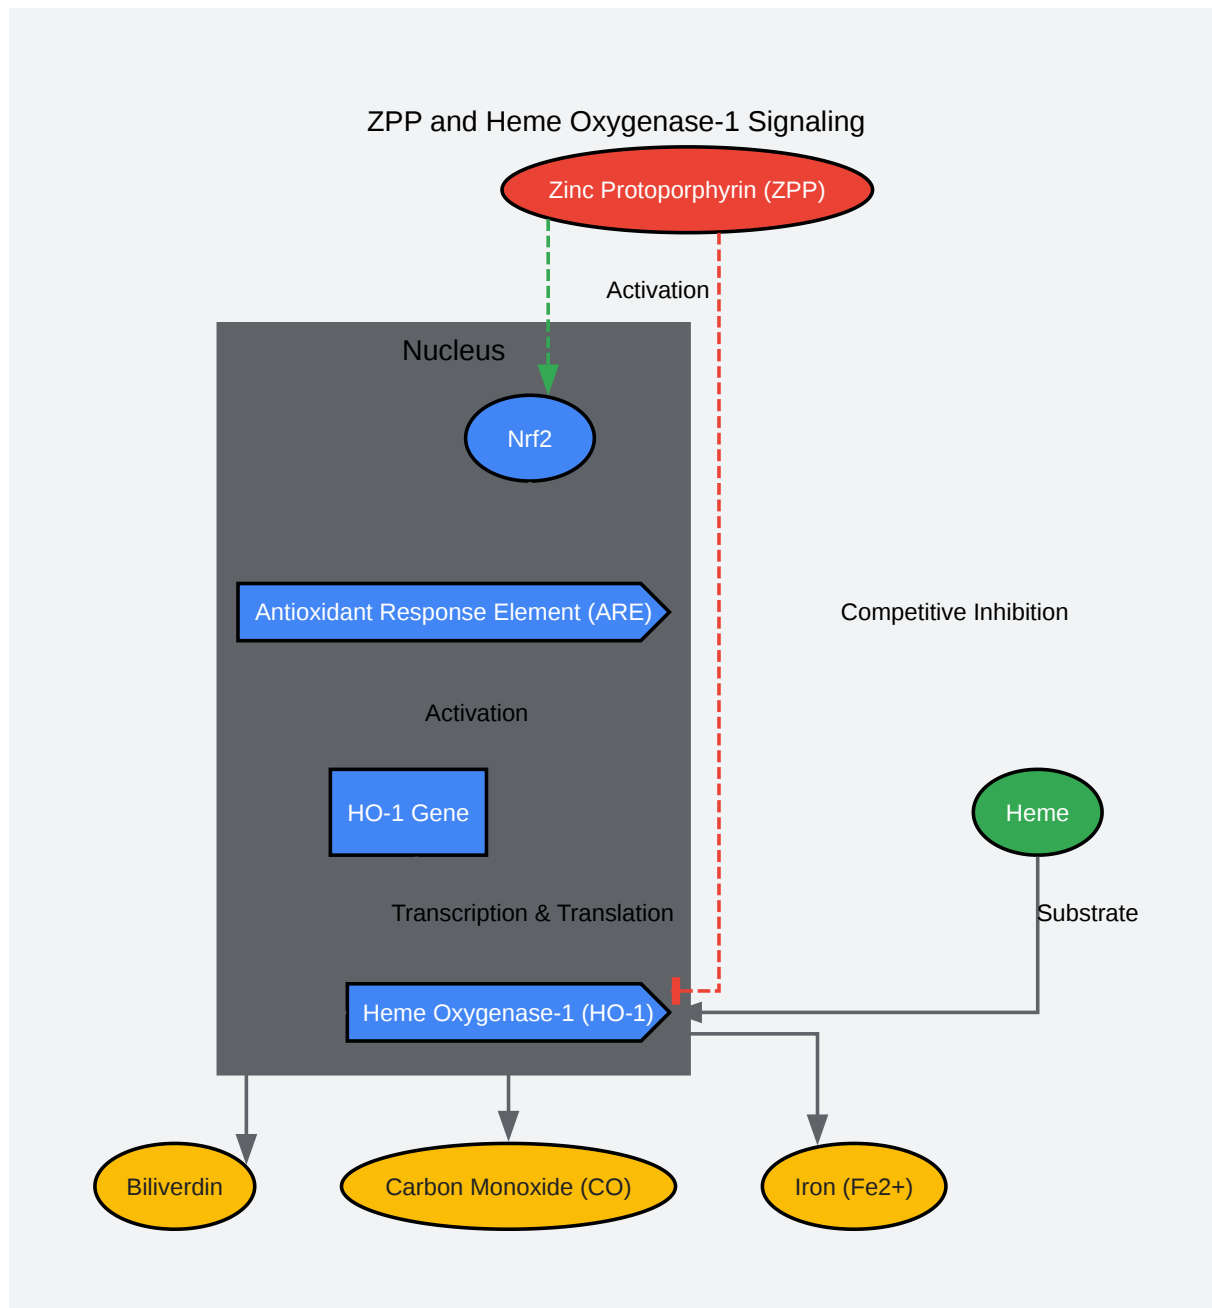 ZPP and Heme Oxygenase-1 Signaling
Zinc Protoporphyrin (ZPP)
Activation
Nucleus
Nrf2
Antioxidant Response Element (ARE)
Competitive Inhibition
Activation
HO-1 Gene
Heme
Transcription & Translation
Substrate
Heme Oxygenase-1 (HO-1)
Biliverdin
Carbon Monoxide (CO)
Iron (Fe2+)